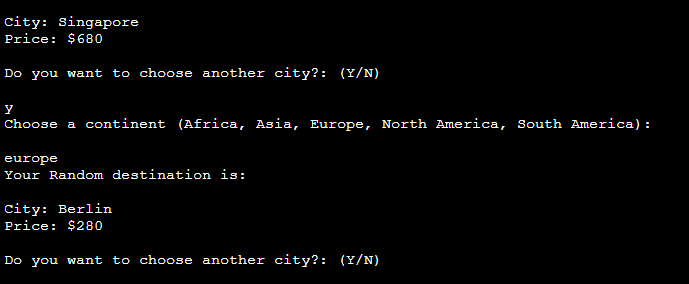 City: Singapore
Price: $680
Do you want to choose another city?: (Y/N)
y
Choose a continent (Africa, Asia, Europe, North America, South America):
europe
Your Random destination is:
City: Berlin
Price: $280
Do you want to choose another city?: (Y/N)